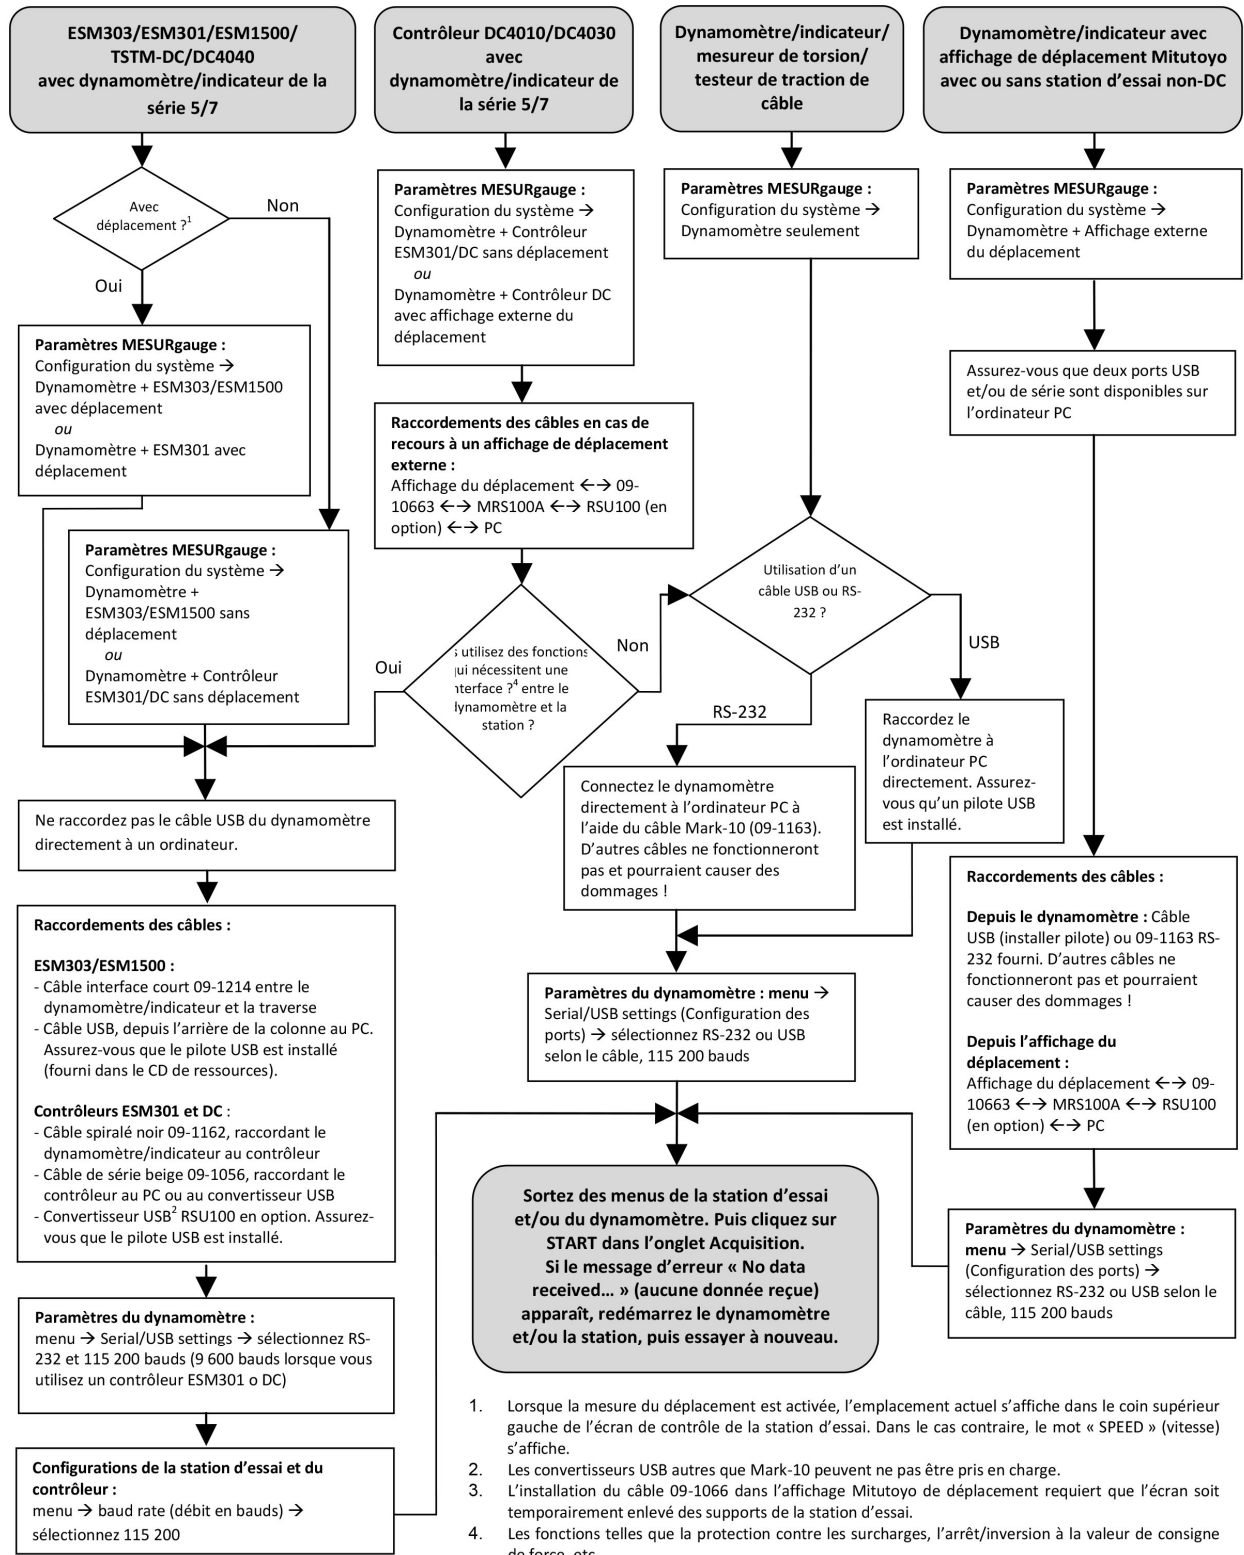 ESM303/ESM301/ESM1500/
TSTM-DC/DC4040
avec dynamomètre/indicateur de la
série 5/7
Avec
déplacement ?1
Non
Oui
Paramètres MESURgauge :
Configuration du système →
Dynamomètre + ESM303/ESM1500
avec déplacement
ou
Dynamomètre + ESM301 avec
déplacement
Paramètres MESURgauge :
Configuration du système →
Dynamomètre +
ESM303/ESM1500 sans
déplacement
ou
Dynamomètre + Contrôleur
ESM301/DC sans déplacement
Ne raccordez pas le câble USB du dynamomètre
directement à un ordinateur.
Raccordements des câbles :
ESM303/ESM1500 :
- Câble interface court 09-1214 entre le
dynamomètre/indicateur et la traverse
- Câble USB, depuis l’arrière de la colonne au PC.
Assurez-vous que le pilote USB est installé
(fourni dans le CD de ressources).
Contrôleurs ESM301 et DC :
- Câble spiralé noir 09-1162, raccordant le
dynamomètre/indicateur au contrôleur
- Câble de série beige 09-1056, raccordant le
contrôleur au PC ou au convertisseur USB
- Convertisseur USB2 RSU100 en option. Assurez-
vous que le pilote USB est installé.
Paramètres du dynamomètre :
menu → Serial/USB settings → sélectionnez RS-
232 et 115 200 bauds (9 600 bauds lorsque vous
utilisez un contrôleur ESM301 o DC)
Configurations de la station d’essai et du
contrôleur :
menu → baud rate (débit en bauds) →
sélectionnez 115 200
Contrôleur DC4010/DC4030
avec
dynamomètre/indicateur de
la série 5/7
Paramètres MESURgauge :
Configuration du système →
Dynamomètre + Contrôleur
ESM301/DC sans déplacement
ou
Dynamomètre + Contrôleur DC
avec affichage externe du
déplacement
Raccordements des câbles en cas de
recours à un affichage de déplacement
externe :
Affichage du déplacement ←→ 09-
10663 ←→ MRS100A ←→ RSU100 (en
option) ←→ PC
s utilisez des fonctions
qui nécessitent une
nterface ?4 entre le
dynamomètre et la
station ?
Oui
Non
Dynamomètre/indicateur/
mesureur de torsion/
testeur de traction de
câble
Paramètres MESURgauge :
Configuration du système →
Dynamomètre seulement
Utilisation d’un
câble USB ou RS-
232 ?
USB
RS-232
Connectez le dynamomètre
directement à l’ordinateur PC à
l’aide du câble Mark-10 (09-1163).
D’autres câbles ne fonctionneront
pas et pourraient causer des
dommages !
Raccordez le
dynamomètre à
l’ordinateur PC
directement. Assurez-
vous qu’un pilote USB
est installé.
Paramètres du dynamomètre : menu →
Serial/USB settings (Configuration des
ports) → sélectionnez RS-232 ou USB
selon le câble, 115 200 bauds
Dynamomètre/indicateur avec
affichage de déplacement Mitutoyo
avec ou sans station d’essai non-DC
Paramètres MESURgauge :
Configuration du système →
Dynamomètre + Affichage externe
du déplacement
Assurez-vous que deux ports USB
et/ou de série sont disponibles sur
l’ordinateur PC
Raccordements des câbles :
Depuis le dynamomètre : Câble
USB (installer pilote) ou 09-1163 RS-
232 fourni. D’autres câbles ne
fonctionneront pas et pourraient
causer des dommages !
Depuis l’affichage du
déplacement :
Affichage du déplacement ←→ 09-
10663 ←→ MRS100A ←→ RSU100
(en option) ←→ PC
Paramètres du dynamomètre :
menu → Serial/USB settings
(Configuration des ports) →
sélectionnez RS-232 ou USB selon le
câble, 115 200 bauds
Sortez des menus de la station d’essai
et/ou du dynamomètre. Puis cliquez sur
START dans l’onglet Acquisition.
Si le message d’erreur « No data
received… » (aucune donnée reçue)
apparaît, redémarrez le dynamomètre
et/ou la station, puis essayer à nouveau.
1. Lorsque la mesure du déplacement est activée, l’emplacement actuel s’affiche dans le coin supérieur
gauche de l’écran de contrôle de la station d’essai. Dans le cas contraire, le mot « SPEED » (vitesse)
s’affiche.
2. Les convertisseurs USB autres que Mark-10 peuvent ne pas être pris en charge.
3. L’installation du câble 09-1066 dans l’affichage Mitutoyo de déplacement requiert que l’écran soit
temporairement enlevé des supports de la station d’essai.
4. Les fonctions telles que la protection contre les surcharges, l’arrêt/inversion à la valeur de consigne
de force, etc.